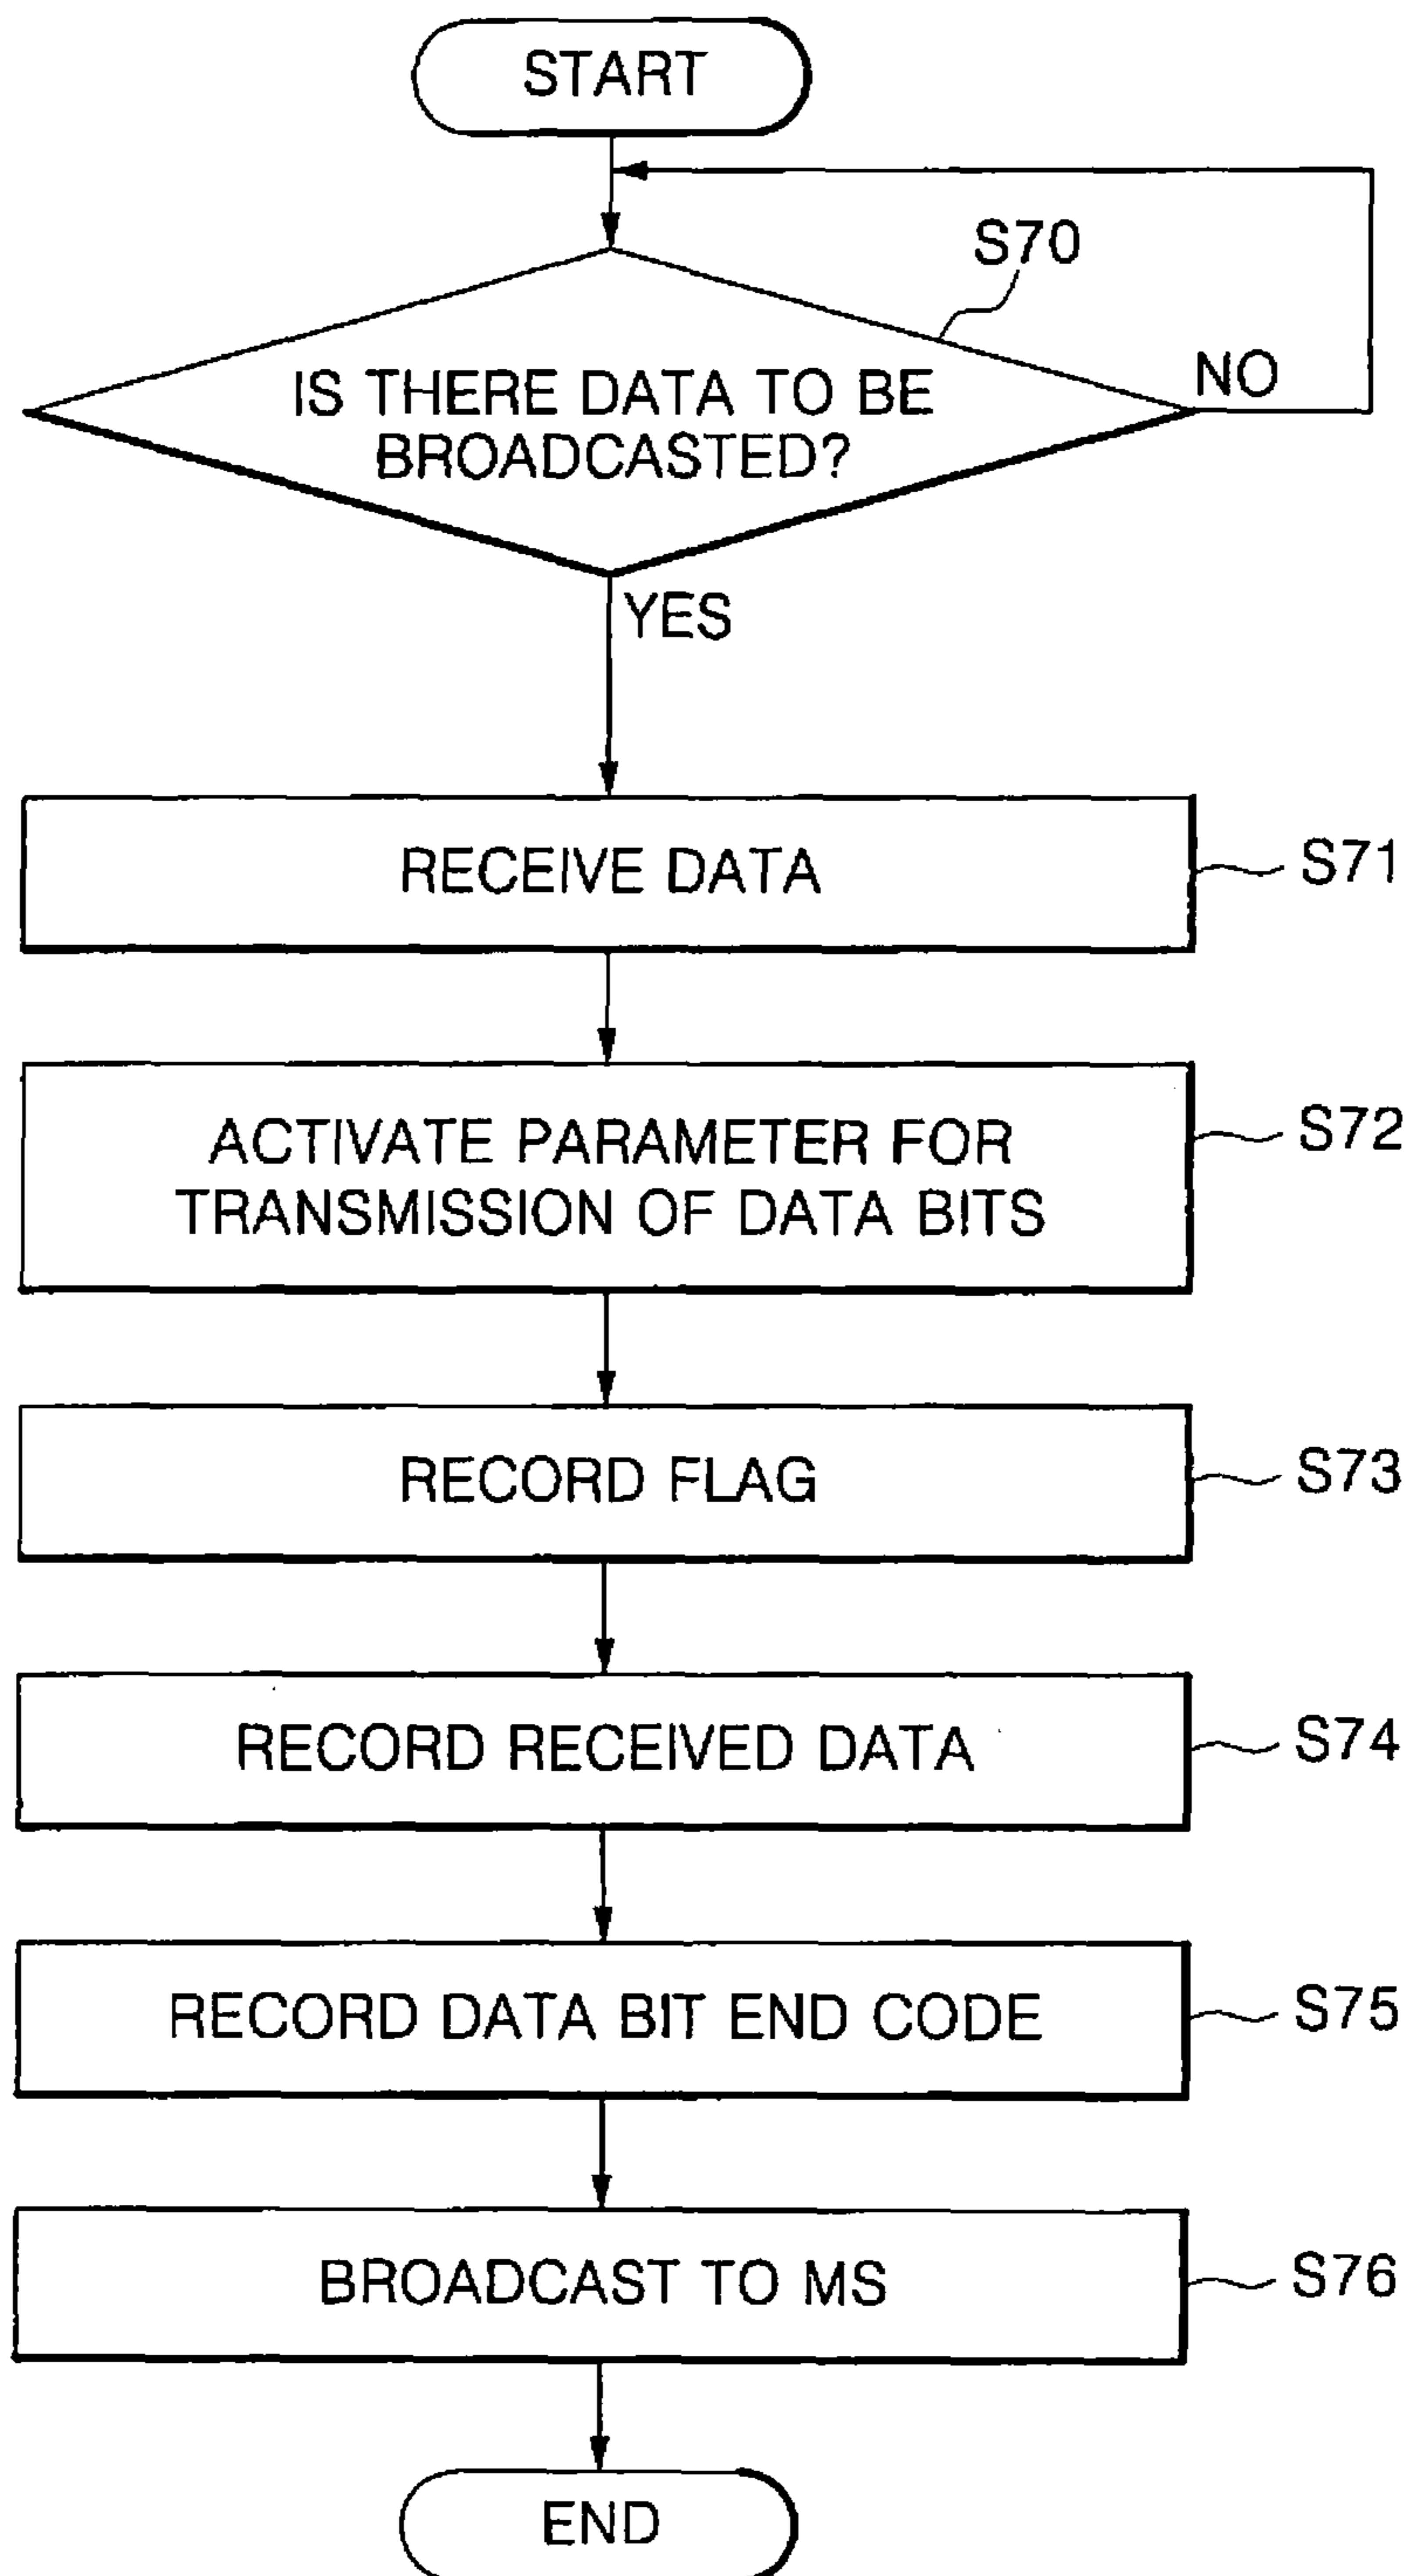 START
S70
IS THERE DATA TO BE
BROADCASTED?
NO
YES
RECEIVE DATA
S71
ACTIVATE PARAMETER FOR
TRANSMISSION OF DATA BITS
S72
RECORD FLAG
S73
RECORD RECEIVED DATA
S74
RECORD DATA BIT END CODE
S75
BROADCAST TO MS
S76
END